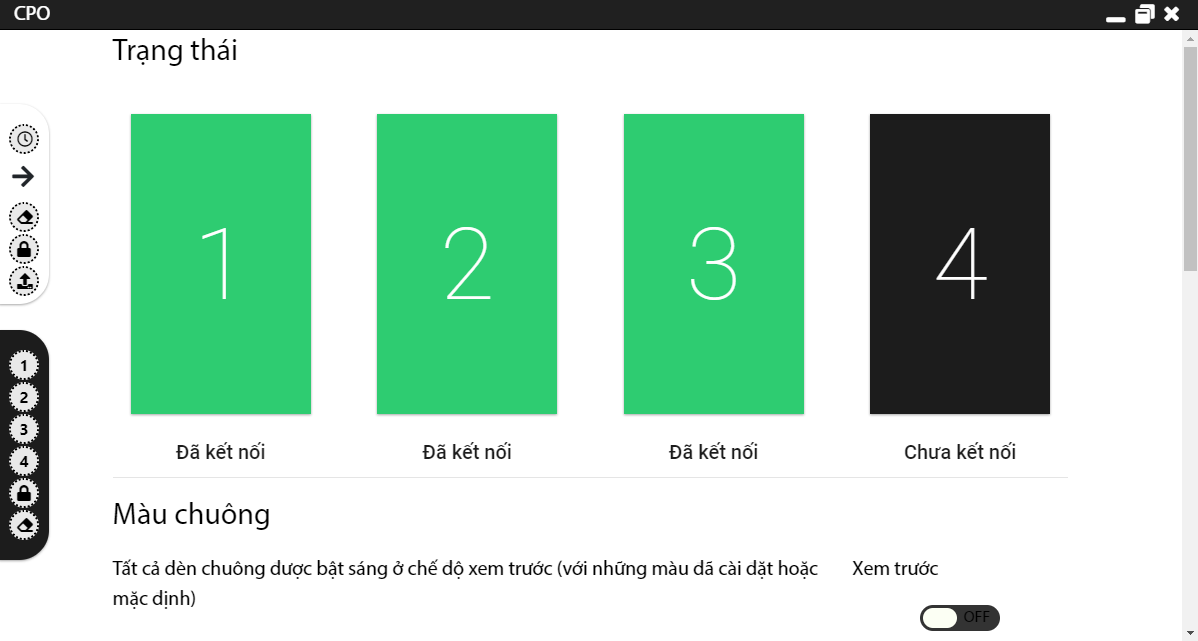 CPO
Trạng thái
1
2
3
4
Đã kết nối
Đã kết nối
Đã kết nối
Chưa kết nối
1
2
3
4
Màu chuông
Tất cả dèn chuông dược bật sáng ở chế dộ xem trước (với những màu dã cài dặt hoặc
mặc dịnh)
Xem trước
OFF